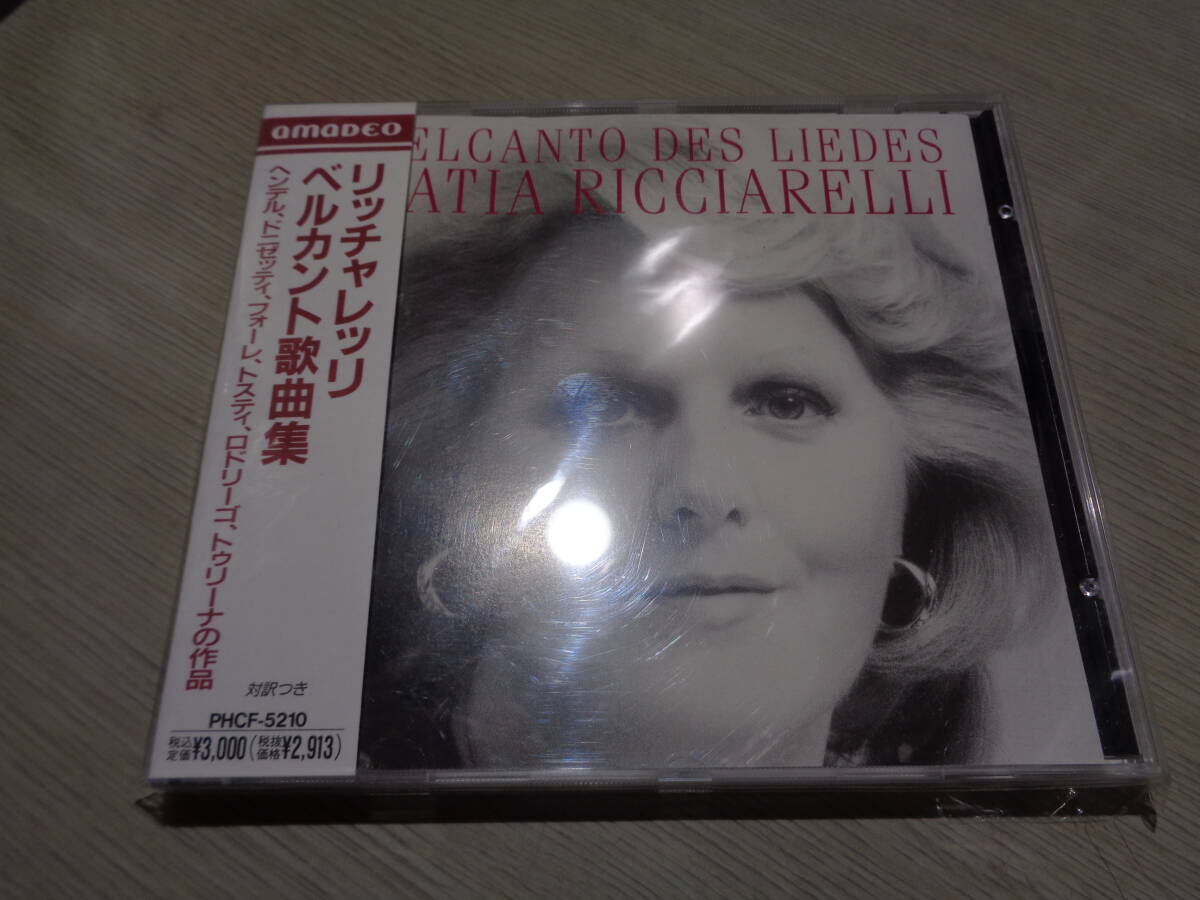 amadeo
リッチャレッリ
ベルカント歌曲集
ヘンデル、ドニゼッティ、フォーレ、トスティ、ロドリーゴ、トゥリーナの作品
対訳つき
PHCF-5210
税込定価¥3,000(税抜価格¥2,913)
ELCANTO DES LIEDES
ATIA RICCIARELLI